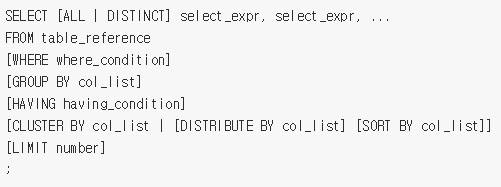 SELECT [ALL | DISTINCT] select_expr, select_expr, ...
FROM table_reference
[WHERE where_condition]
[GROUP BY col_list]
[HAVING having_condition]
[CLUSTER BY col_list | [DISTRIBUTE BY col_list] [SORT BY col_list]]
[LIMIT number]
;